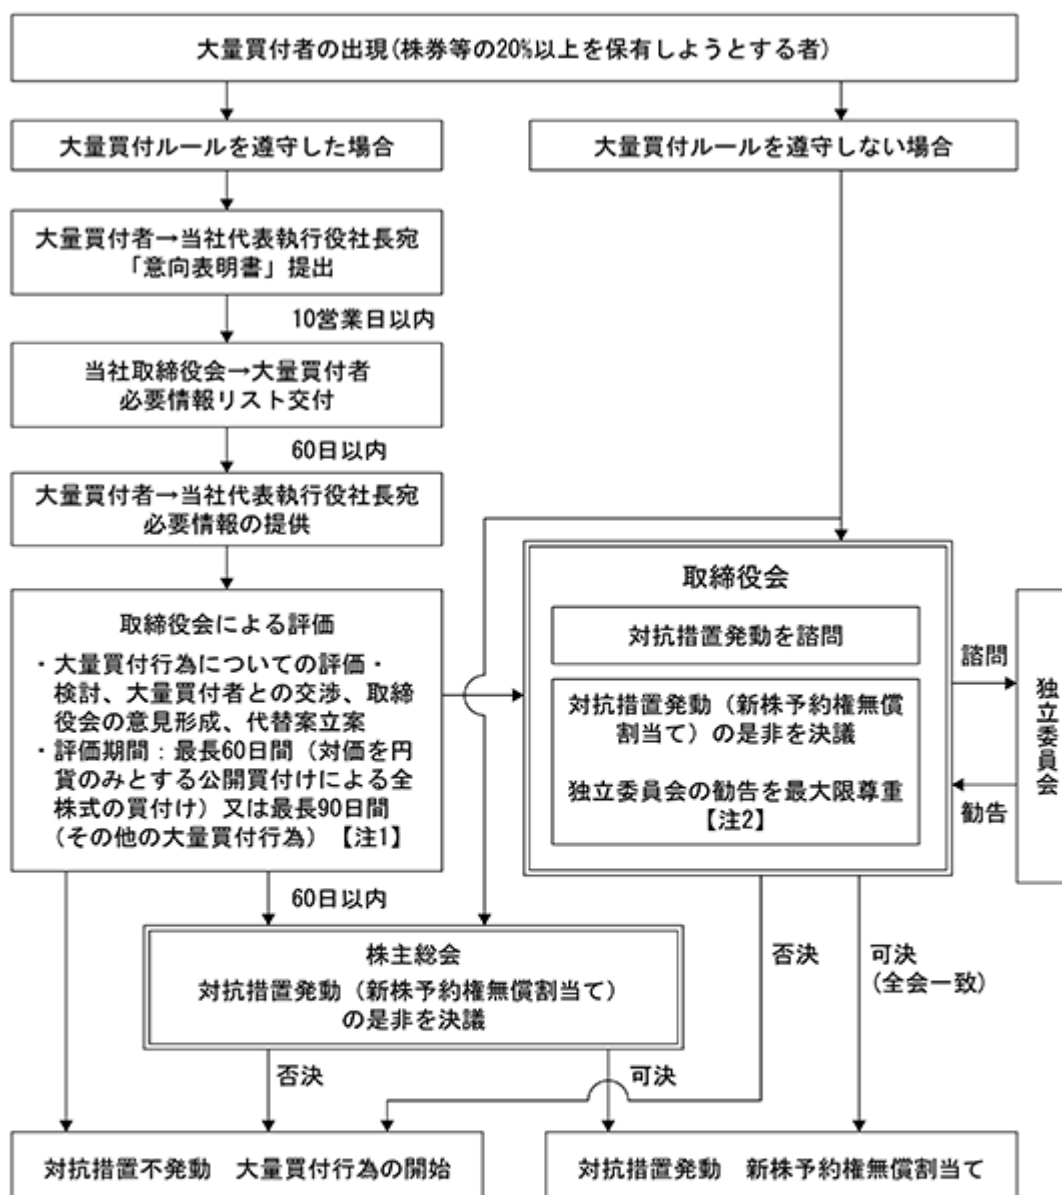 大量買付者の出現(株券等の20%以上を保有しようとする者)
大量買付ルールを遵守した場合
大量買付ルールを遵守しない場合
大量買付者→当社代表執行役社長宛
「意向表明書」提出
10営業日以内
当社取締役会→大量買付者
必要情報リスト交付
60日以内
大量買付者→当社代表執行役社長宛
必要情報の提供
取締役会による評価
・大量買付行為についての評価・
検討、大量買付者との交渉、取締
役会の意見形成、代替案立案
・評価期間：最長60日間（対価を円
貨のみとする公開買付けによる全
株式の買付け）又は最長90日間
（その他の大量買付行為）【注1】
取締役会
対抗措置発動を諮問
対抗措置発動（新株予約権無償
割当て）の是非を決議
独立委員会の勧告を最大限尊重
【注2】
諮問
勧告
独立委員会
60日以内
株主総会
対抗措置発動（新株予約権無償割当て）
の是非を決議
否決
可決
(全会一致)
否決
可決
対抗措置不発動　大量買付行為の開始
対抗措置発動　新株予約権無償割当て